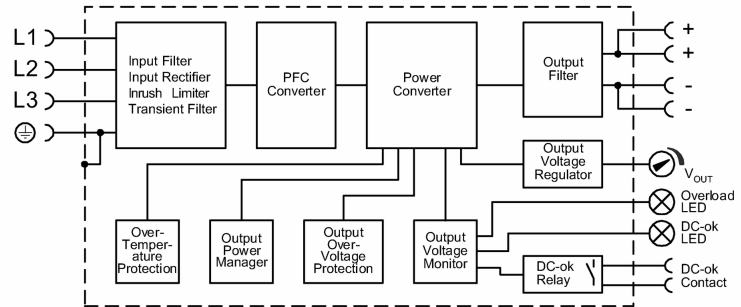 L1
L2
L3
Input Filter
Input Rectifier
Inrush Limiter
Transient Filter
PFC
Converter
Power
Converter
Output
Filter
+
+
-
-
Output
Voltage
Regulator
VOUT
Over-
Temper-
ature
Protection
Output
Power
Manager
Output
Over-
Voltage
Protection
Output
Voltage
Monitor
Overload
LED
DC-ok
LED
DC-ok
Relay
DC-ok
Contact